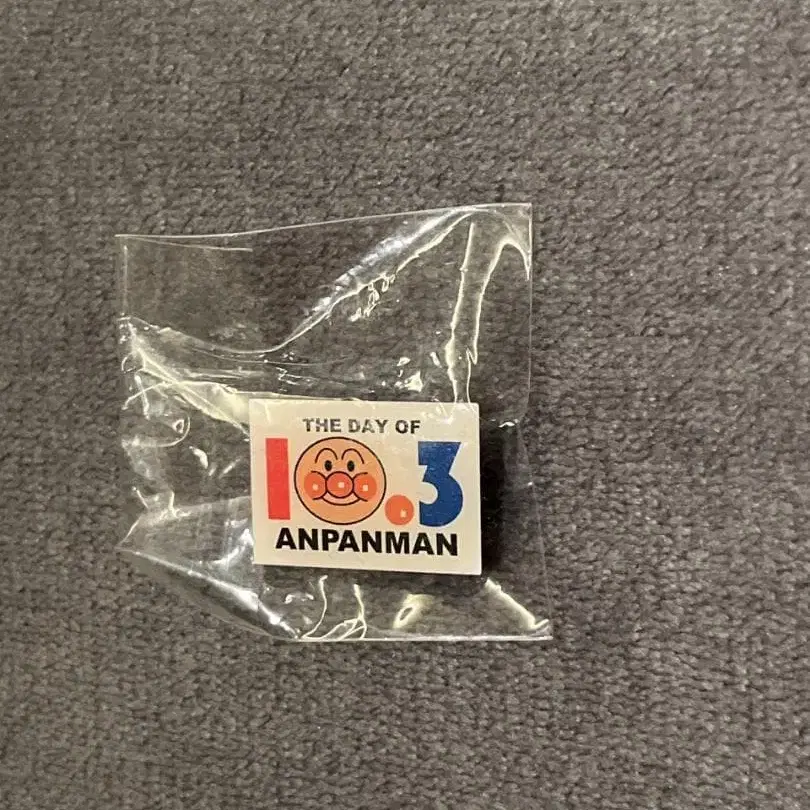 THE DAY OF
10.3
ANPANMAN